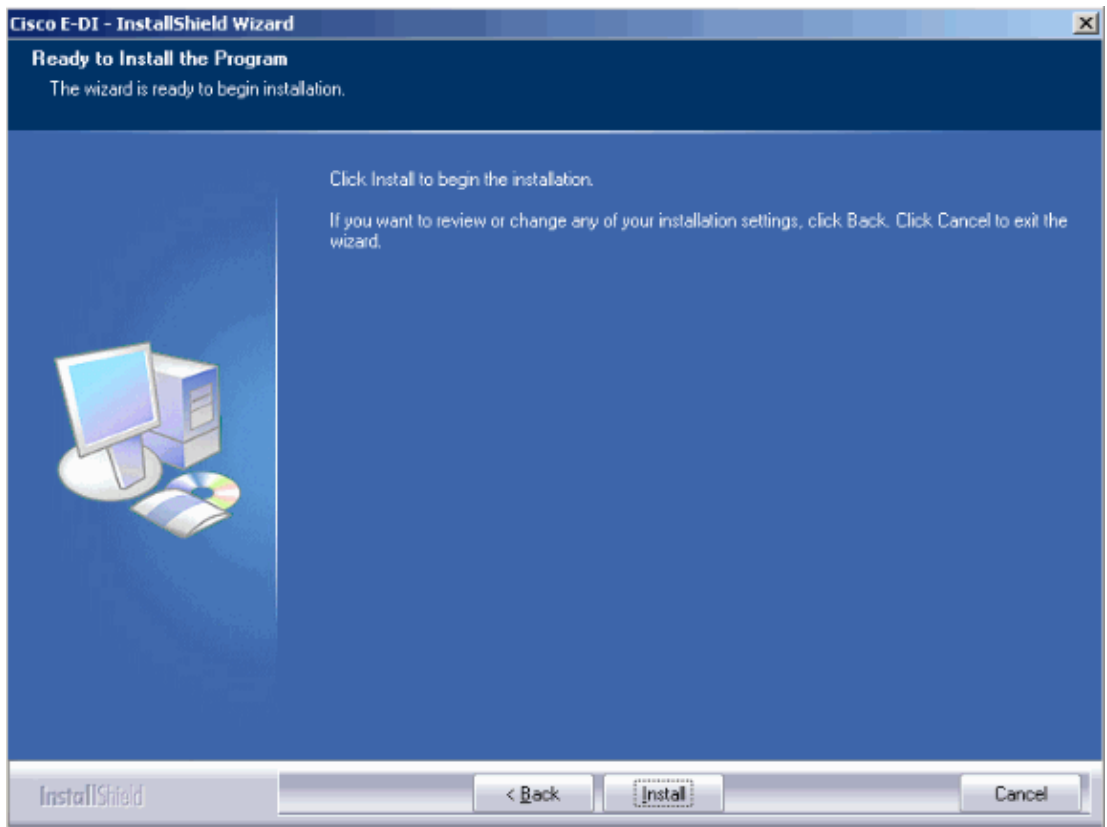 Cisco E-DI - InstallShield Wizard
Ready to Install the Program
The wizard is ready to begin installation.
Click Install to begin the installation.
If you want to review or change any of your installation settings, click Back. Click Cancel to exit the
wizard.
InstallShield
< Back
Install
Cancel